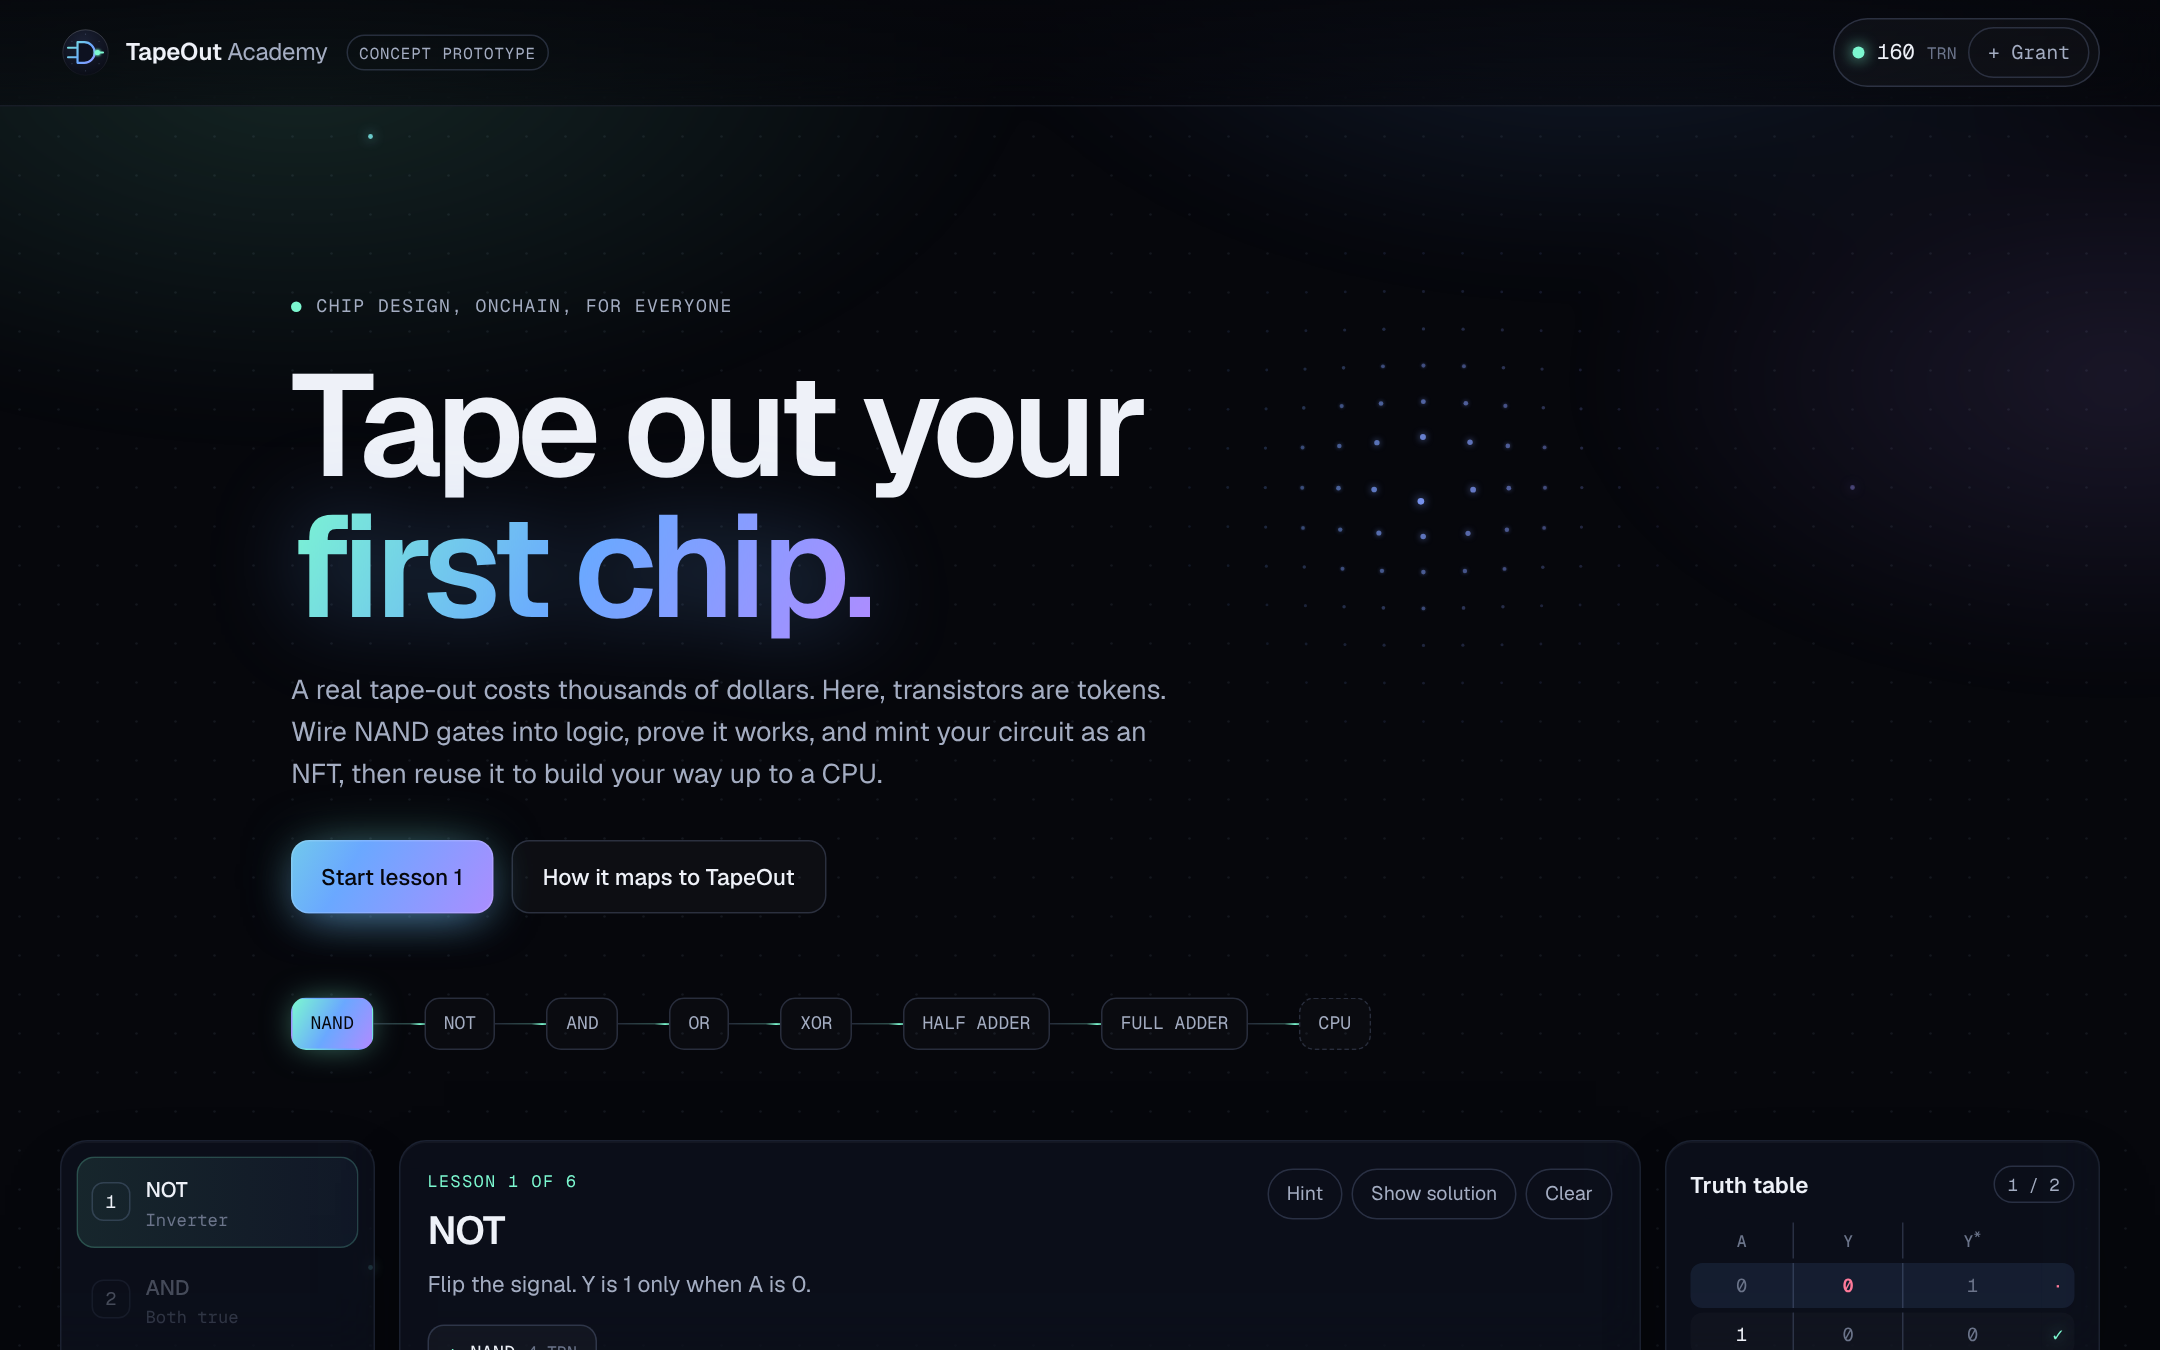 TapeOut Academy CONCEPT PROTOTYPE 160 TRN + Grant
CHIP DESIGN, ONCHAIN, FOR EVERYONE
Tape out your
first chip.
A real tape-out costs thousands of dollars. Here, transistors are tokens.
Wire NAND gates into logic, prove it works, and mint your circuit as an
NFT, then reuse it to build your way up to a CPU.
Start lesson 1 How it maps to TapeOut
NAND NOT AND OR XOR HALF ADDER FULL ADDER CPU
1 NOT
Inverter
2 AND
Both true
LESSON 1 OF 6
Hint Show solution Clear
NOT
Flip the signal. Y is 1 only when A is 0.
Truth table 1 / 2
A Y Y*
0 0 1 ·
1 0 0 ✓